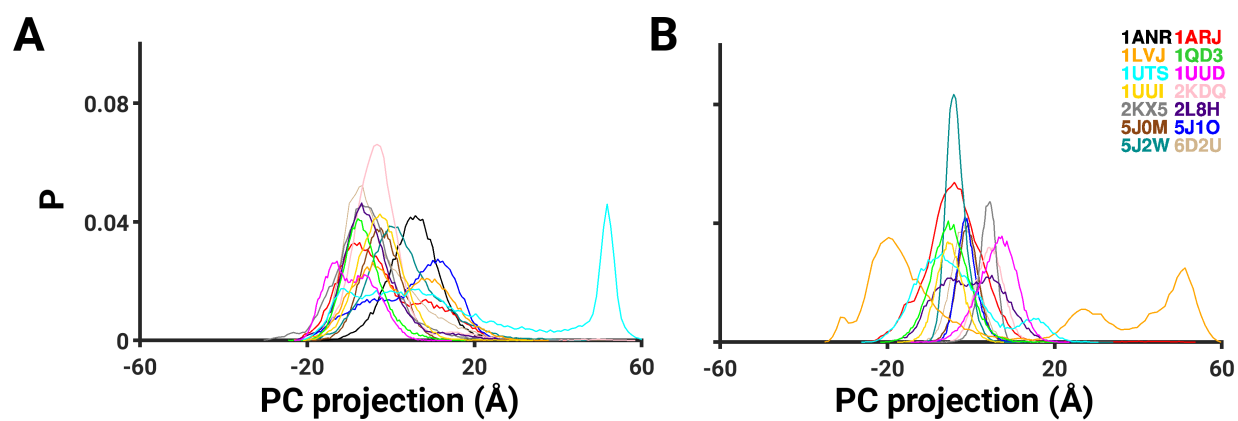 A B
1ANR 1ARJ
1LVJ 1QD3
1UTS 1UUD
1UUI 2KDQ
2KX5 2L8H
5J0M 5J1O
5J2W 6D2U
0.08
P
0.04
0
-60 -20 20 60 -60 -20 20 60
PC projection (Å) PC projection (Å)